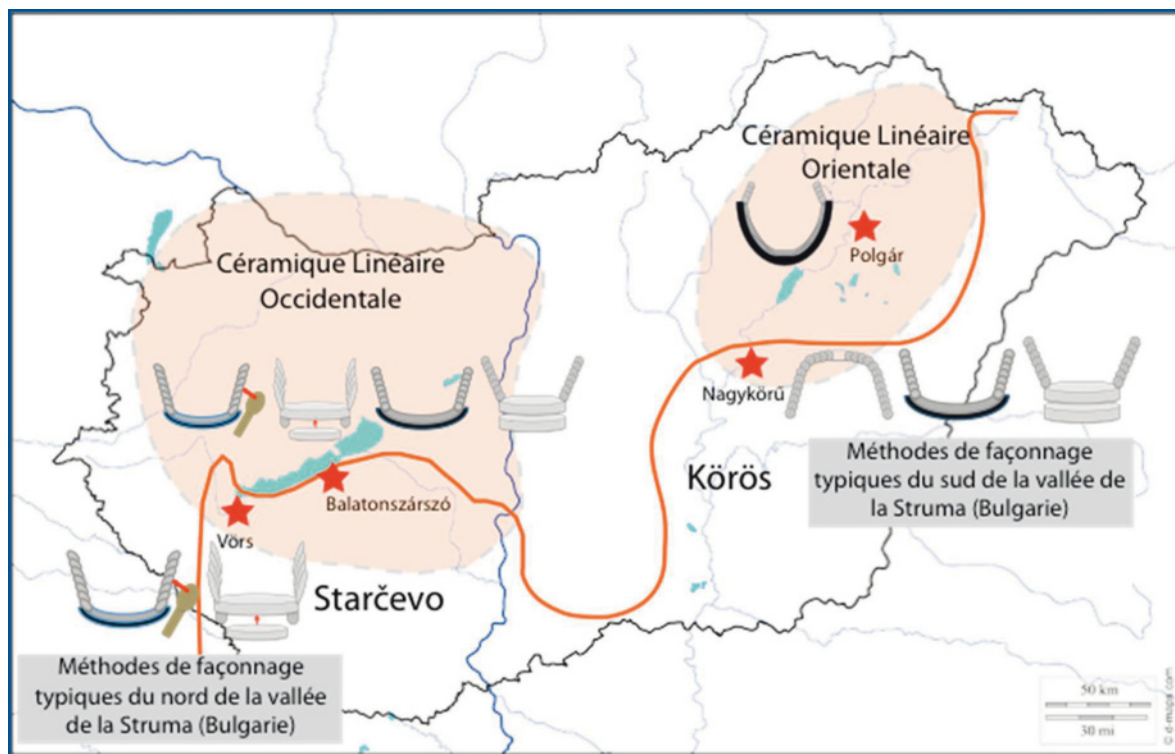 Céramique Linéaire
Orientale
Polgár
Céramique Linéaire
Occidentale
Nagykörű
Körös
Méthodes de façonnage
typiques du sud de la vallée de
la Struma (Bulgarie)
Balatonszárszó
Vörs
Starčevo
Méthodes de façonnage
typiques du nord de la vallée
de la Struma (Bulgarie)
50 km
30 mi
© d-maps.com